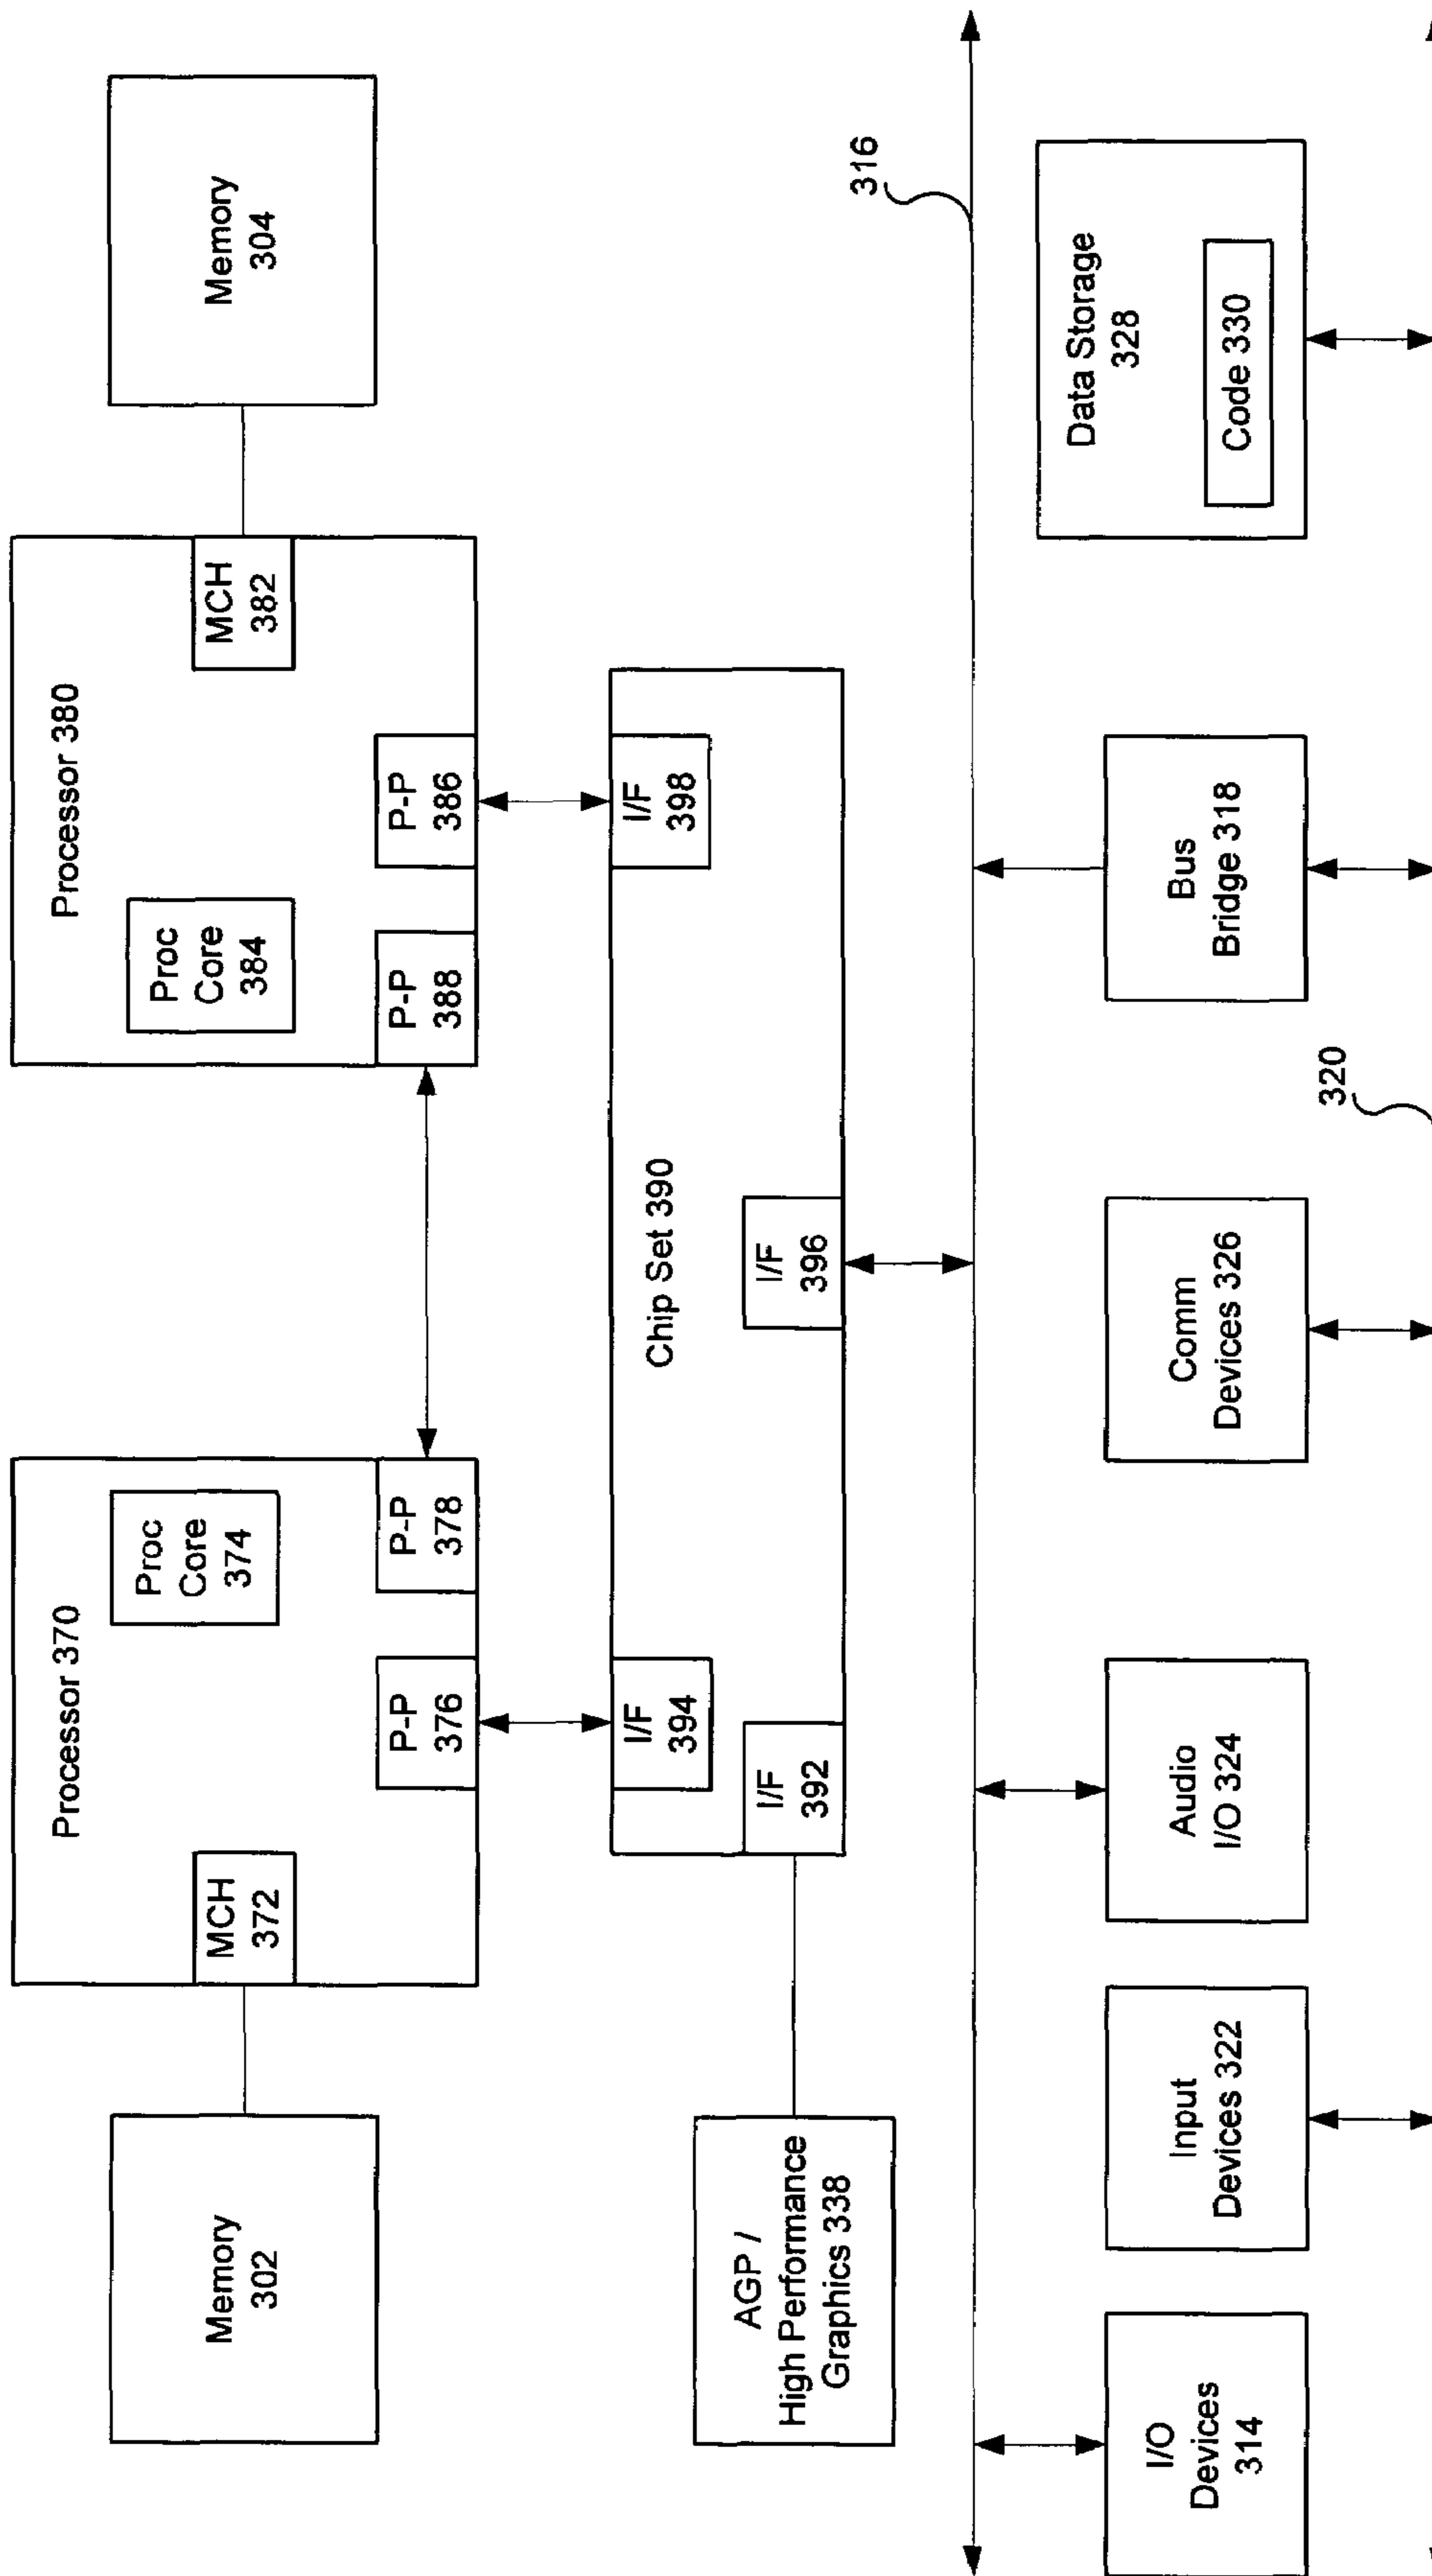 Memory
302
Processor 370
MCH
372
Proc
Core
374
P-P
376
P-P
378
Processor 380
Proc
Core
384
MCH
382
P-P
388
P-P
386
Memory
304
AGP /
High Performance
Graphics 338
Chip Set 390
I/F
394
I/F
392
I/F
396
I/F
398
316
I/O
Devices
314
Input
Devices 322
Audio
I/O 324
Comm
Devices 326
Bus
Bridge 318
Data Storage
328
Code 330
320